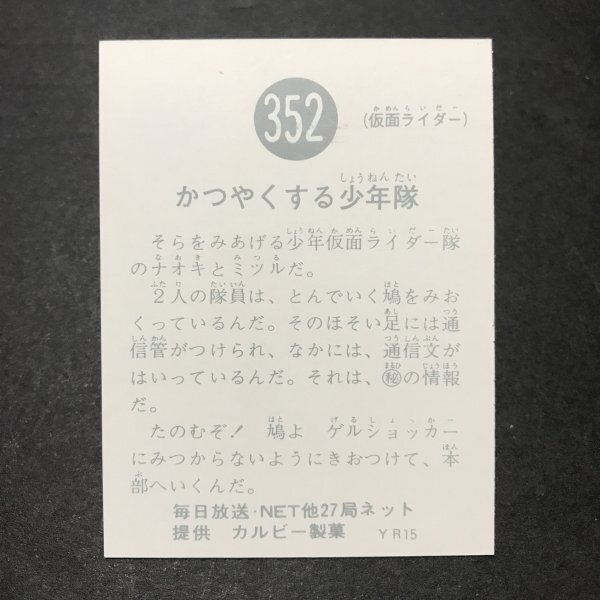 352
(仮面ライダー)
かつやくする少年隊
そらをみあげる少年仮面ライダー隊
のナオキとミツルだ。
2人の隊員は、とんでいく鳩をみお
くっているんだ。そのほそい足には通
信管がつけられ、なかには、通信文が
はいっているんだ。それは、㊙の情報
だ。
たのむぞ! 鳩よ ゲルショッカー
にみつからないようにきおつけて、本
部へいくんだ。
毎日放送・NET他27局ネット
提供 カルビー製菓 YR15